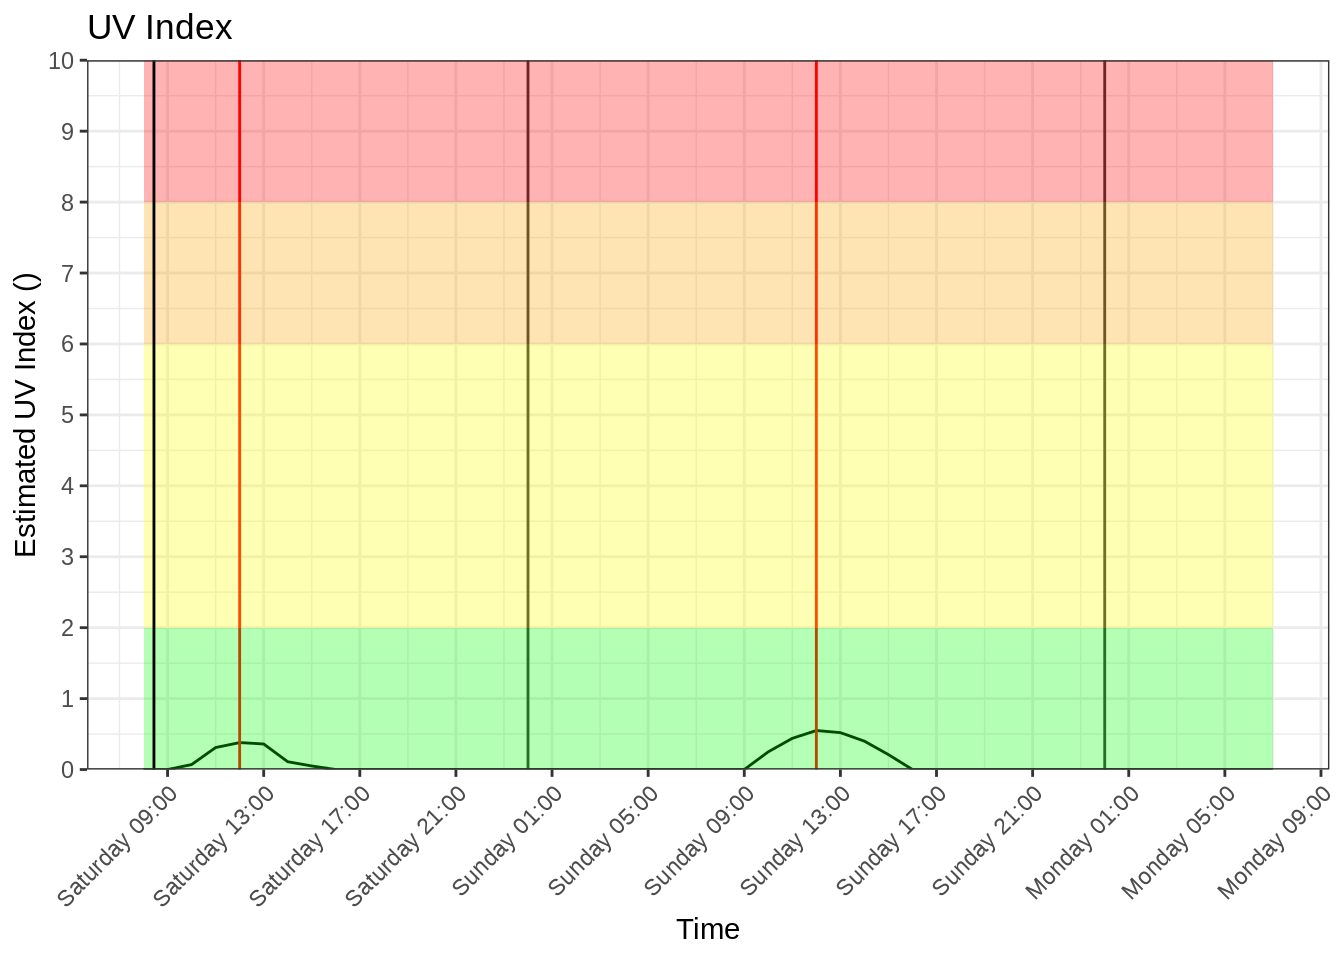 UV Index
Estimated UV Index ()
10
9
8
7
6
5
4
3
2
1
0
Saturday 09:00
Saturday 13:00
Saturday 17:00
Saturday 21:00
Sunday 01:00
Sunday 05:00
Sunday 09:00
Sunday 13:00
Sunday 17:00
Sunday 21:00
Monday 01:00
Monday 05:00
Monday 09:00
Time